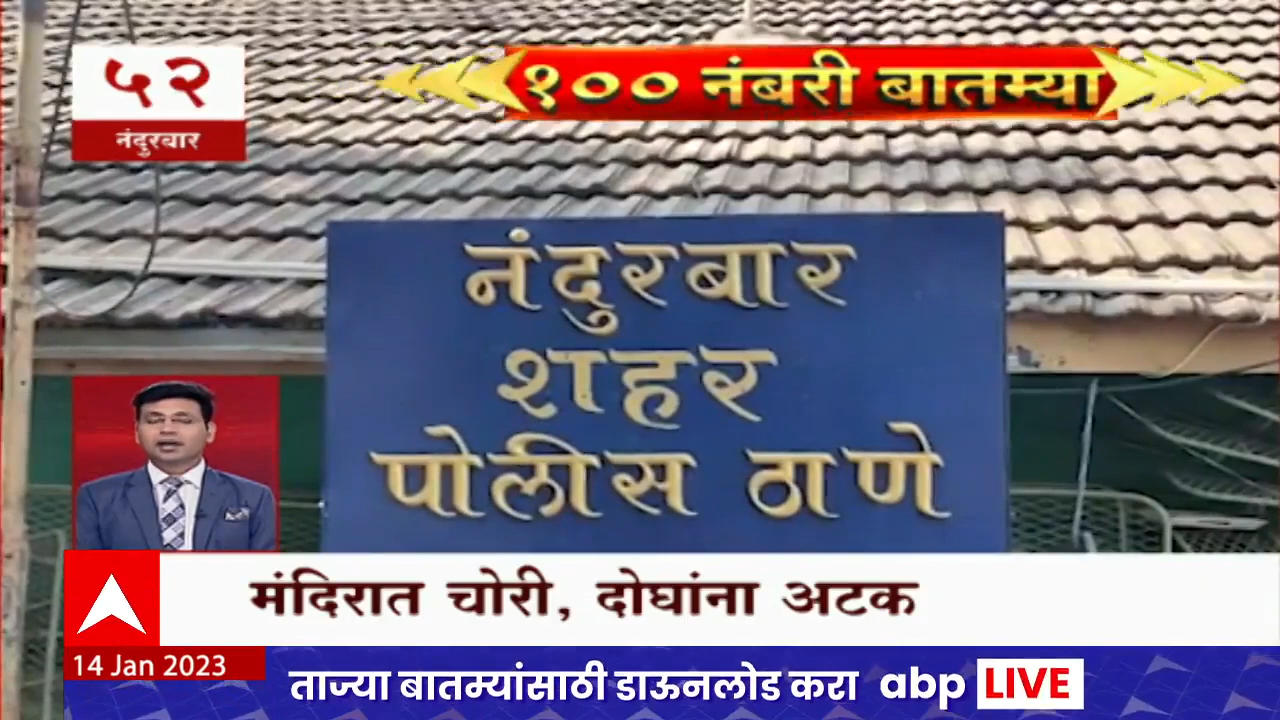 ५२
नंदुरबार
१०० नंबरी बातम्या
नंदुरबार
शहर
पोलीस ठाणे
मंदिरात चोरी, दोघांना अटक
14 Jan 2023
ताज्या बातम्यांसाठी डाऊनलोड करा abp LIVE